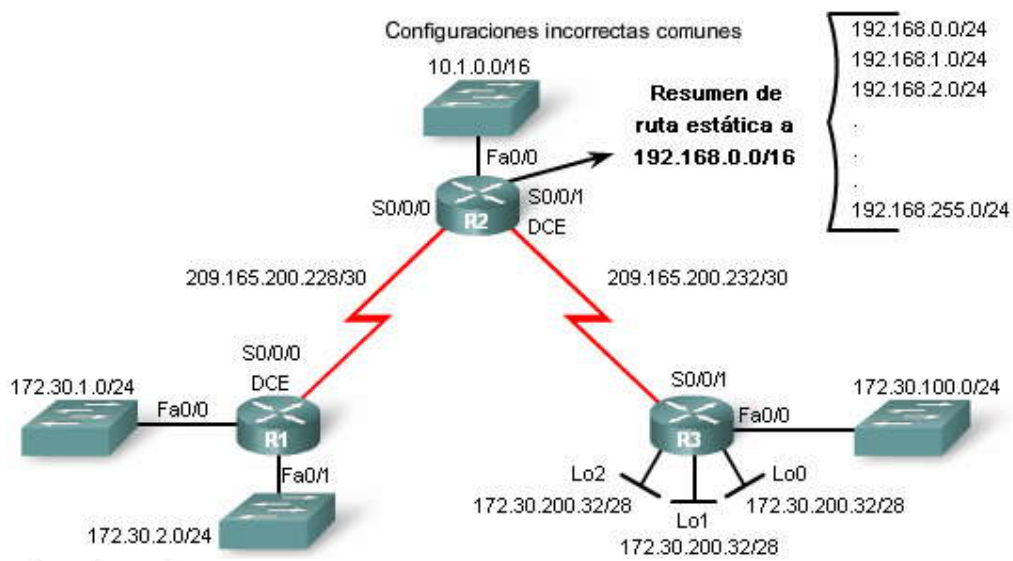 Configuraciones incorrectas comunes
192.168.0.0/24
192.168.1.0/24
192.168.2.0/24
.
.
.
192.168.255.0/24
10.1.0.0/16
Resumen de
ruta estática a
192.168.0.0/16
Fa0/0
S0/0/0
S0/0/1
R2
DCE
209.165.200.228/30
209.165.200.232/30
S0/0/0
DCE
172.30.1.0/24
Fa0/0
R1
Fa0/1
172.30.2.0/24
S0/0/1
172.30.100.0/24
Fa0/0
R3
Lo2
Lo0
172.30.200.32/28
172.30.200.32/28
Lo1
172.30.200.32/28